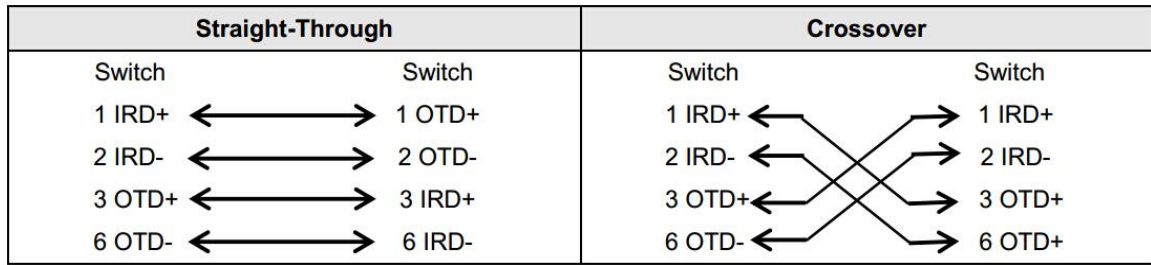 Straight-Through Crossover
Switch Switch Switch Switch
1 IRD+ 1 OTD+ 1 IRD+ 1 IRD+
2 IRD- 2 OTD- 2 IRD- 2 IRD-
3 OTD+ 3 IRD+ 3 OTD+ 3 OTD+
6 OTD- 6 IRD- 6 OTD- 6 OTD+